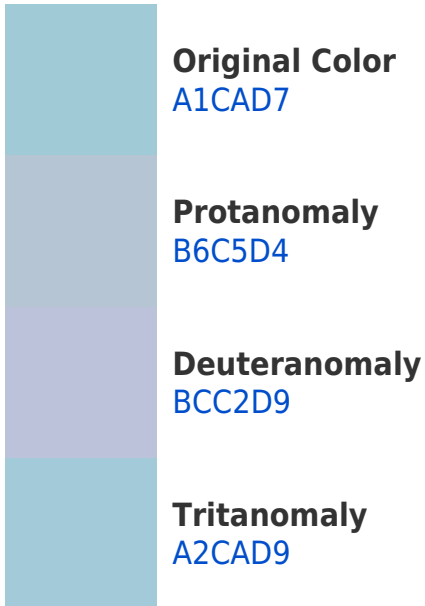 Original Color
A1CAD7
Protanomaly
B6C5D4
Deuteranomaly
BCC2D9
Tritanomaly
A2CAD9